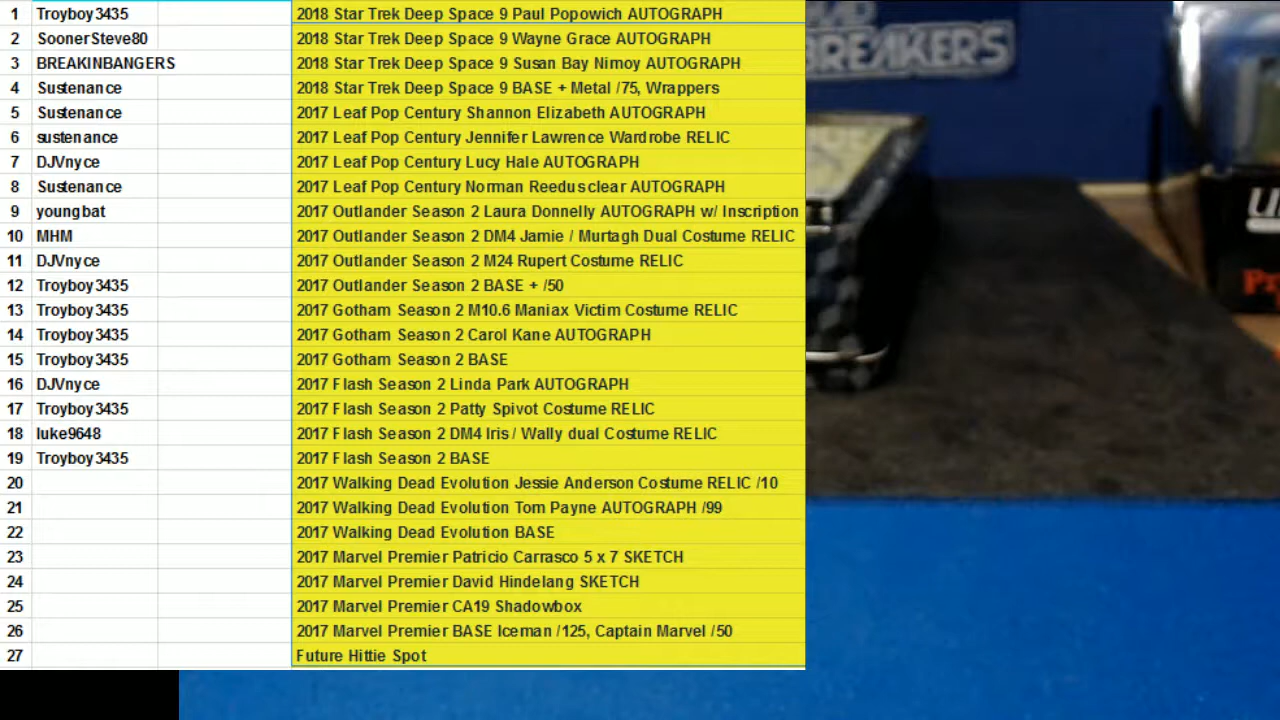 1 Troyboy3435 2018 Star Trek Deep Space 9 Paul Popowich AUTOGRAPH
2 SoonerSteve80 2018 Star Trek Deep Space 9 Wayne Grace AUTOGRAPH
3 BREAKINBANGERS 2018 Star Trek Deep Space 9 Susan Bay Nimoy AUTOGRAPH
4 Sustenance 2018 Star Trek Deep Space 9 BASE + Metal /75, Wrappers
5 Sustenance 2017 Leaf Pop Century Shannon Elizabeth AUTOGRAPH
6 sustenance 2017 Leaf Pop Century Jennifer Lawrence Wardrobe RELIC
7 DJVnyce 2017 Leaf Pop Century Lucy Hale AUTOGRAPH
8 Sustenance 2017 Leaf Pop Century Norman Reedusclear AUTOGRAPH
9 youngbat 2017 Outlander Season 2 Laura Donnelly AUTOGRAPH w/ Inscription
10 MHM 2017 Outlander Season 2 DM4 Jamie / Murtagh Dual Costume RELIC
11 DJVnyce 2017 Outlander Season 2 M24 Rupert Costume RELIC
12 Troyboy3435 2017 Outlander Season 2 BASE + /50
13 Troyboy3435 2017 Gotham Season 2 M10.6 Maniax Victim Costume RELIC
14 Troyboy3435 2017 Gotham Season 2 Carol Kane AUTOGRAPH
15 Troyboy3435 2017 Gotham Season 2 BASE
16 DJVnyce 2017 Flash Season 2 Linda Park AUTOGRAPH
17 Troyboy3435 2017 Flash Season 2 Patty Spivot Costume RELIC
18 luke9648 2017 Flash Season 2 DM4 Iris / Wally dual Costume RELIC
19 Troyboy3435 2017 Flash Season 2 BASE
20 2017 Walking Dead Evolution Jessie Anderson Costume RELIC /10
21 2017 Walking Dead Evolution Tom Payne AUTOGRAPH /99
22 2017 Walking Dead Evolution BASE
23 2017 Marvel Premier Patricio Carrasco 5 x 7 SKETCH
24 2017 Marvel Premier David Hindelang SKETCH
25 2017 Marvel Premier CA19 Shadowbox
26 2017 Marvel Premier BASE Iceman /125, Captain Marvel /50
27 Future Hittie Spot
BREAKERS